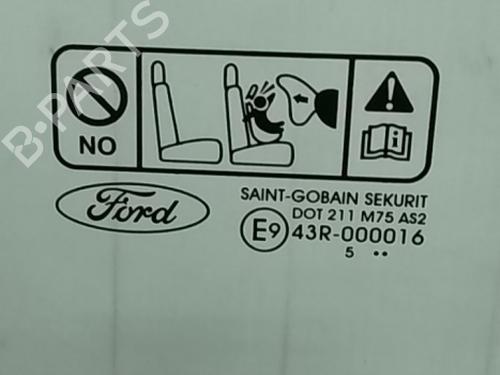 B-PARTS
NO
Ford
SAINT-GOBAIN SEKURIT
DOT 211 M75 AS2
E9 43R-000016
5 ••